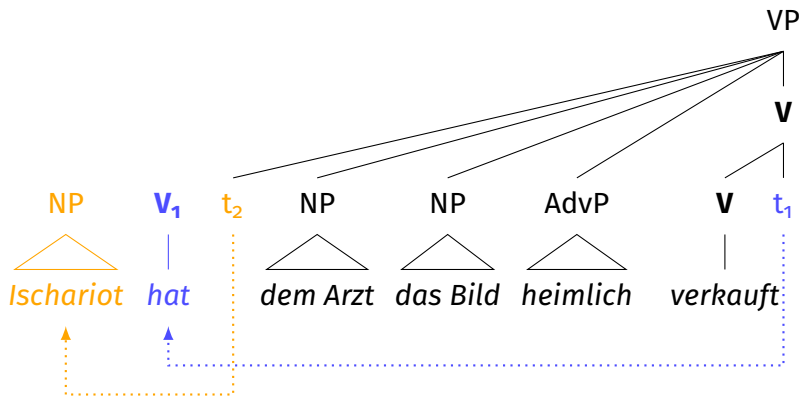 VP
V
NP V₁ t₂ NP NP AdvP V t₁
Ischariot hat dem Arzt das Bild heimlich verkauft